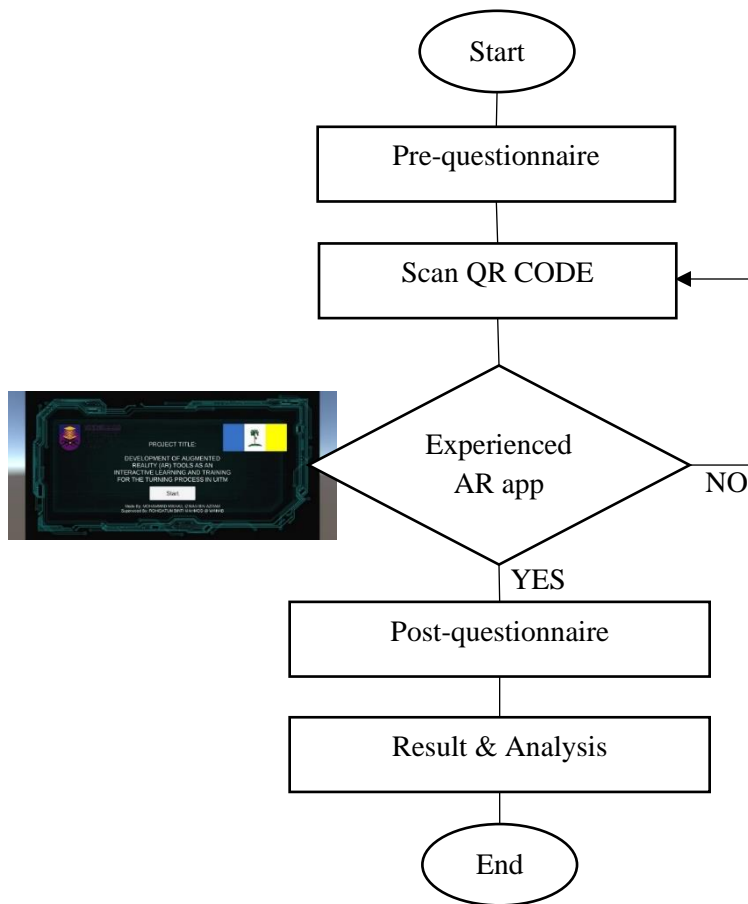 Start
Pre-questionnaire
Scan QR CODE
Experienced
AR app
NO
PROJECT TITLE:
DEVELOPMENT OF AUGMENTED
REALITY (AR) TOOLS AS AN
INTERACTIVE LEARNING AND TRAINING
FOR THE TURNING PROCESS IN UITM
Start
YES
Post-questionnaire
Result & Analysis
End